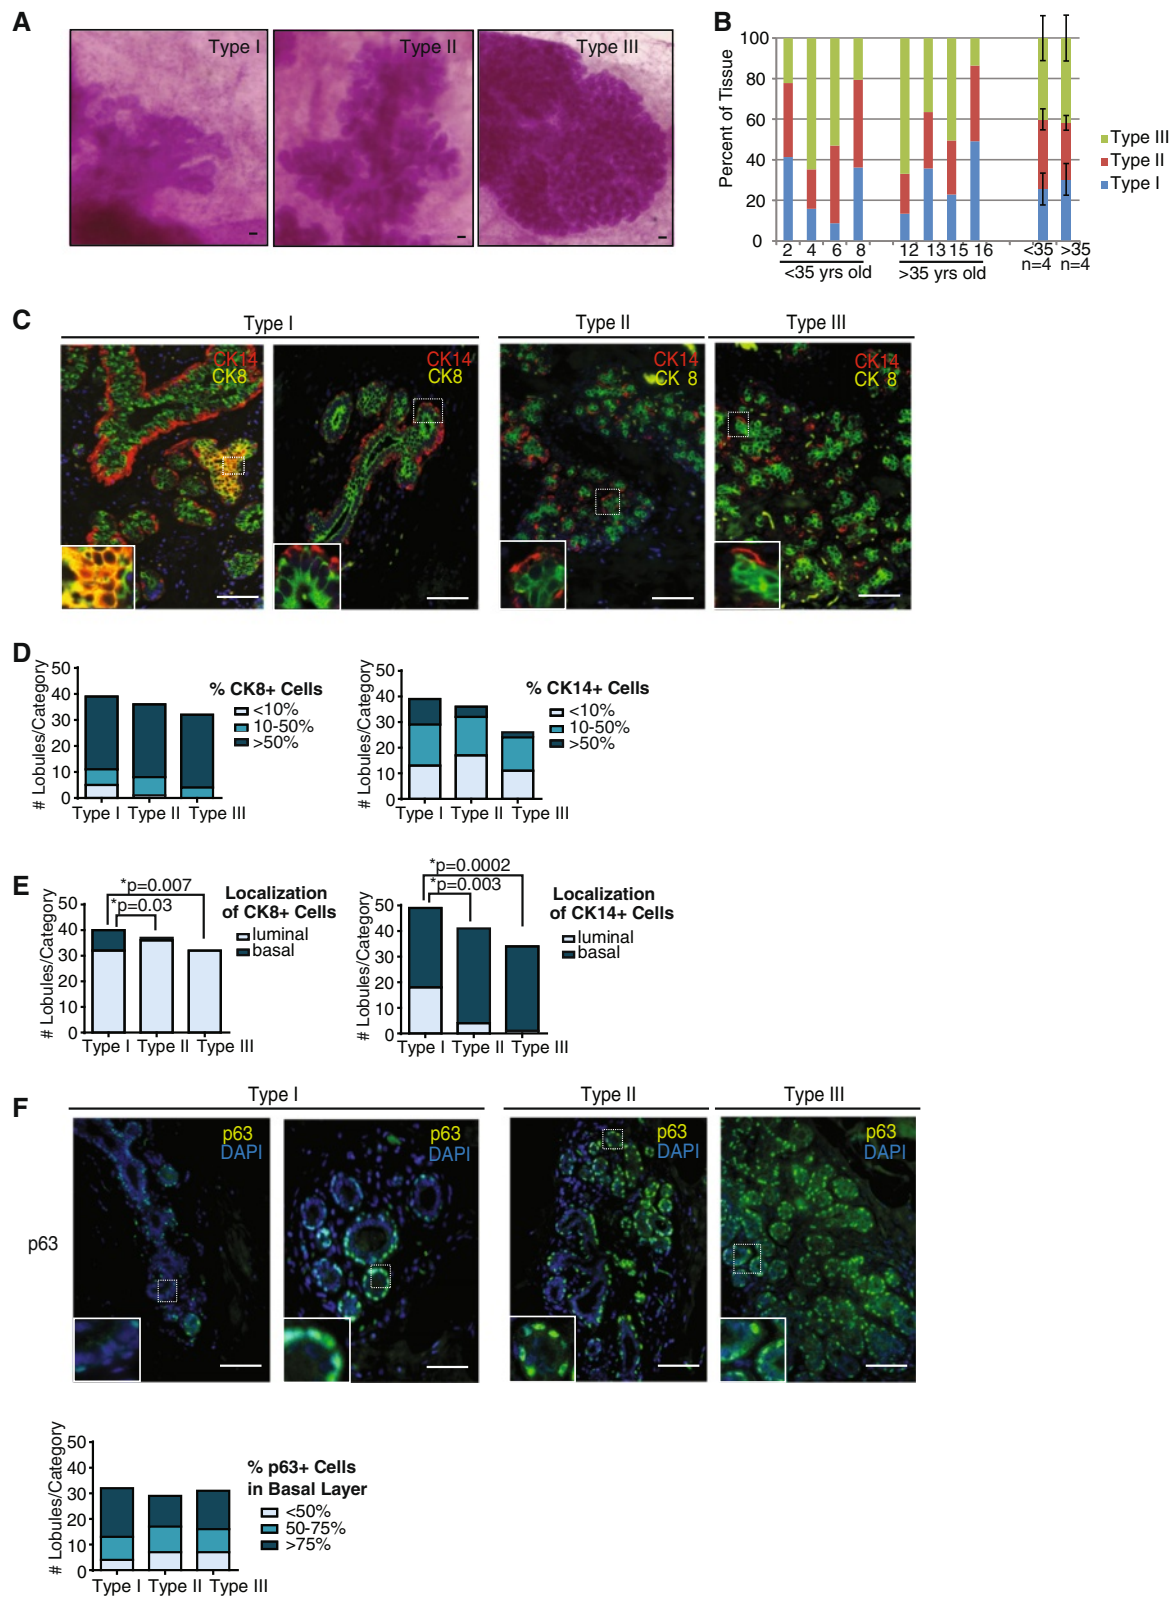 A
Type I
Type II
Type III
B
Percent of Tissue
100
80
60
40
20
0
2 4 6 8
12 13 15 16
<35 >35
n=4 n=4
<35 yrs old
>35 yrs old
Type III
Type II
Type I
C
Type I
Type II
Type III
CK14
CK8
CK14
CK8
CK14
CK 8
CK14
CK 8
D
# Lobules/Category
50
40
30
20
10
0
Type I Type II Type III
% CK8+ Cells
<10%
10-50%
>50%
# Lobules/Category
50
40
30
20
10
0
Type I Type II Type III
% CK14+ Cells
<10%
10-50%
>50%
E
# Lobules/Category
50
40
30
20
10
0
*p=0.007
*p=0.03
Type I Type II Type III
Localization
of CK8+ Cells
luminal
basal
# Lobules/Category
50
40
30
20
10
0
*p=0.0002
*p=0.003
Type I Type II Type III
Localization
of CK14+ Cells
luminal
basal
F
Type I
Type II
Type III
p63
p63
DAPI
p63
DAPI
p63
DAPI
p63
DAPI
# Lobules/Category
50
40
30
20
10
0
Type I Type II Type III
% p63+ Cells
in Basal Layer
<50%
50-75%
>75%